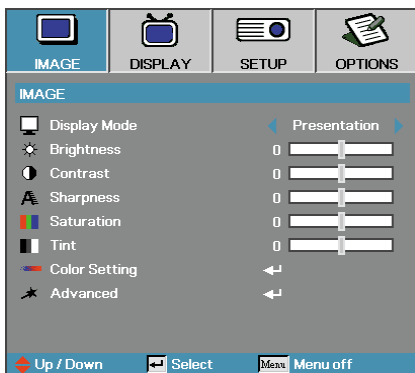 IMAGE DISPLAY SETUP OPTIONS
IMAGE
Display Mode Presentation
Brightness 0
Contrast 0
Sharpness 0
Saturation 0
Tint 0
Color Setting
Advanced
Up / Down Select Menu Menu off